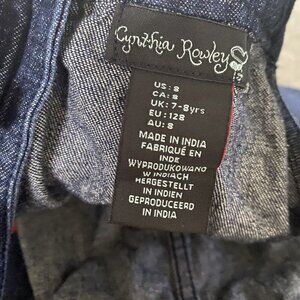 Cynthia Rowley
US: 8
CA: 8
UK: 7-8yrs
EU: 128
AU: 8
MADE IN INDIA
FABRIQUÉ EN
INDE
WYPRODUKOWANO
W INDIACH
HERGESTELLT
IN INDIEN
GEPRODUCEERD
IN INDIA